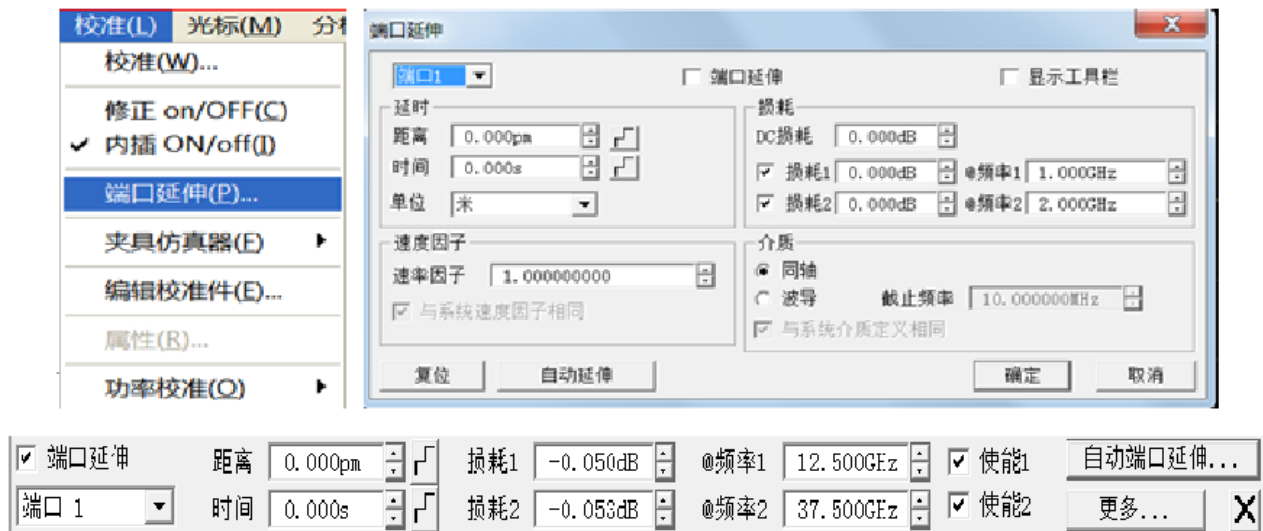 校准(L) 光标(M) 分
校准(W)...
修正 on/OFF(C)
内插 ON/off(I)
端口延伸(P)...
夹具仿真器(F)
编辑校准件(E)...
属性(R)...
功率校准(O)
端口延伸
端口1 端口延伸 显示工具栏
延时
距离 0.000pm
时间 0.000s
单位 米
损耗
DC损耗 0.000dB
损耗1 0.000dB @频率1 1.000GHz
损耗2 0.000dB @频率2 2.000GHz
速度因子
速率因子 1.000000000
与系统速度因子相同
介质
同轴
波导 截止频率 10.000000MHz
与系统介质定义相同
复位 自动延伸 确定 取消
端口延伸 距离 0.000pm 损耗1 -0.050dB @频率1 12.500GHz 使能1 自动端口延伸...
端口 1 时间 0.000s 损耗2 -0.053dB @频率2 37.500GHz 使能2 更多... X